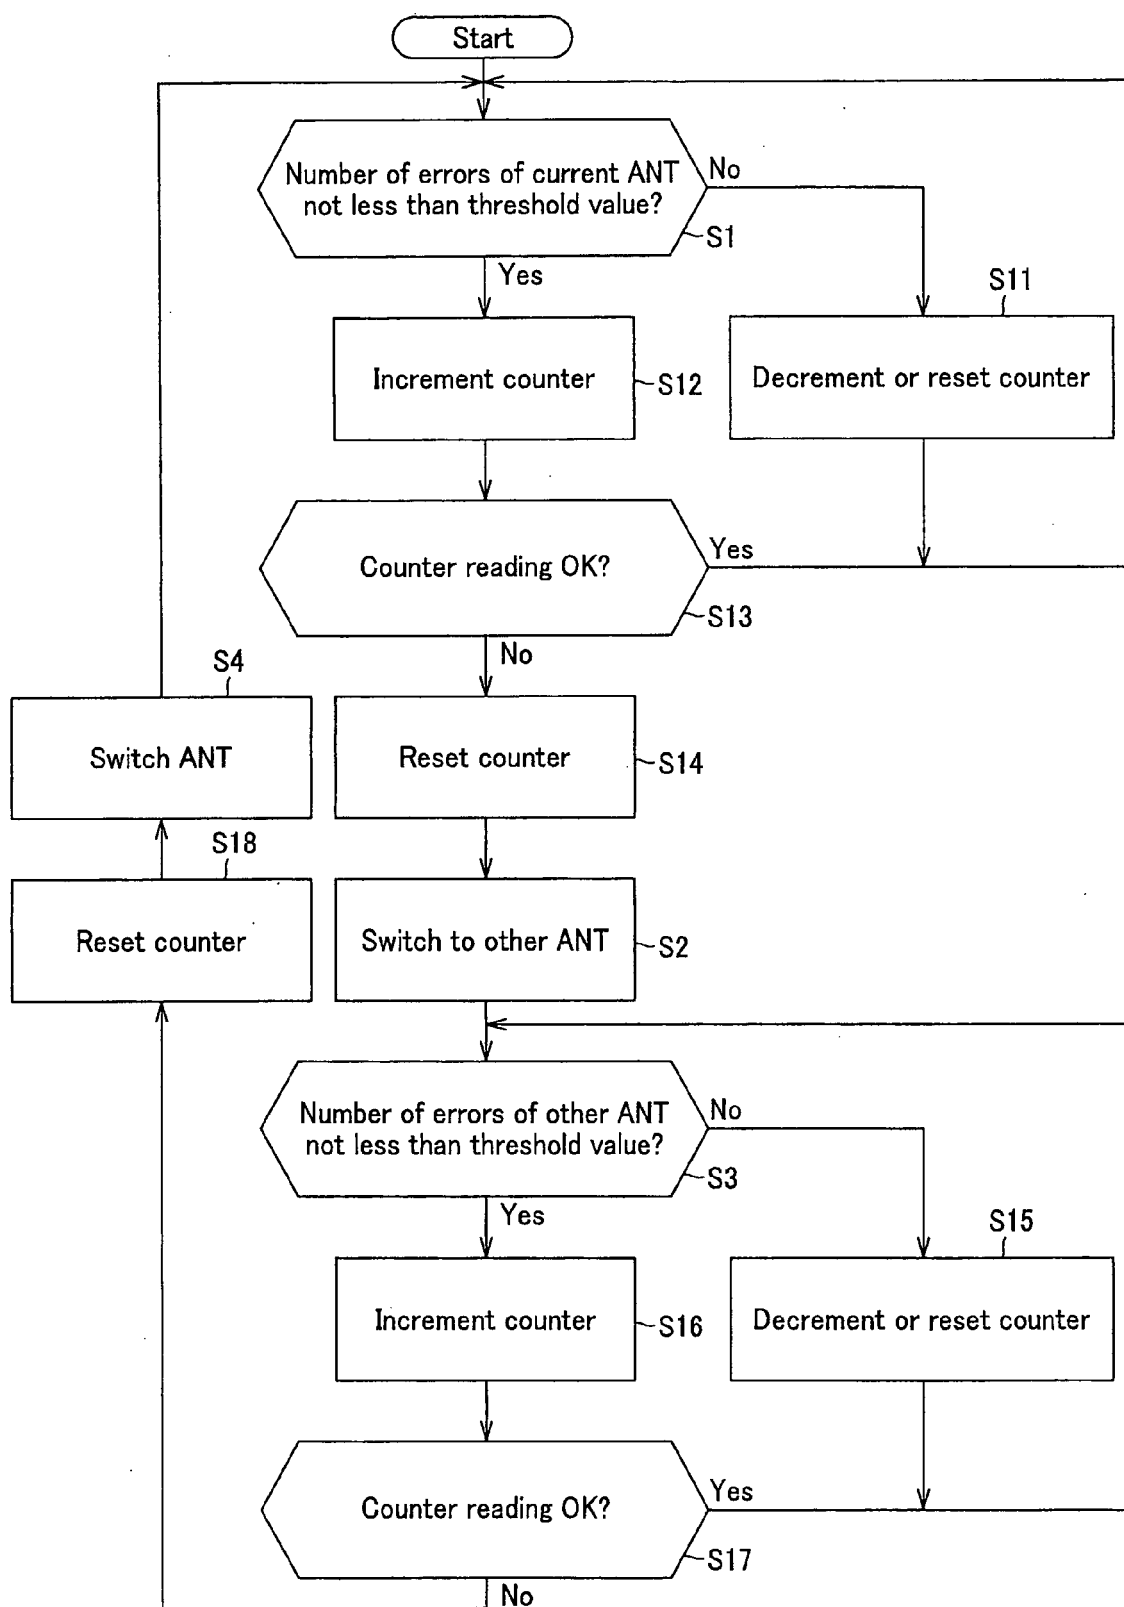 Start
Number of errors of current ANT
not less than threshold value?
No
S1
Yes
S11
Increment counter
S12
Decrement or reset counter
Counter reading OK?
Yes
S13
No
S4
Switch ANT
Reset counter
S14
S18
Reset counter
Switch to other ANT
S2
Number of errors of other ANT
not less than threshold value?
No
S3
Yes
S15
Increment counter
S16
Decrement or reset counter
Counter reading OK?
Yes
S17
No